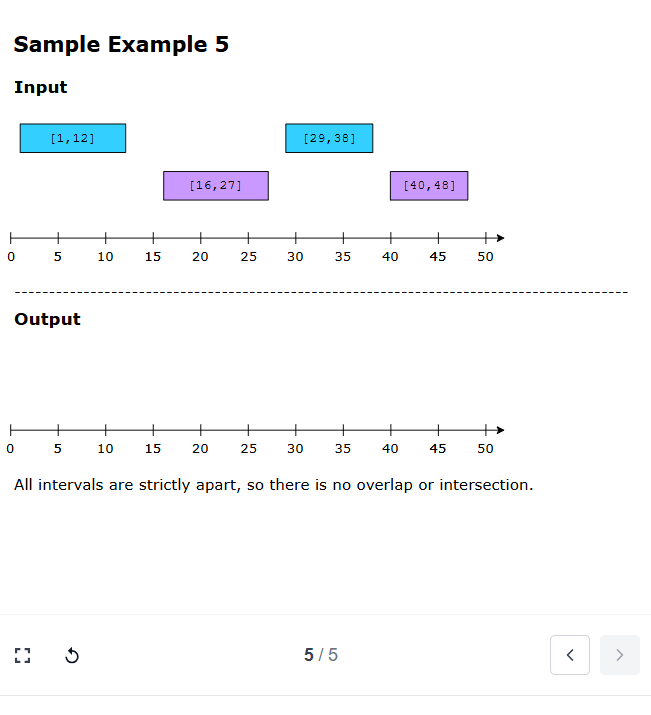 Sample Example 5
Input
[1,12] [29,38]
[16,27] [40,48]
0 5 10 15 20 25 30 35 40 45 50
Output
0 5 10 15 20 25 30 35 40 45 50
All intervals are strictly apart, so there is no overlap or intersection.
5 / 5